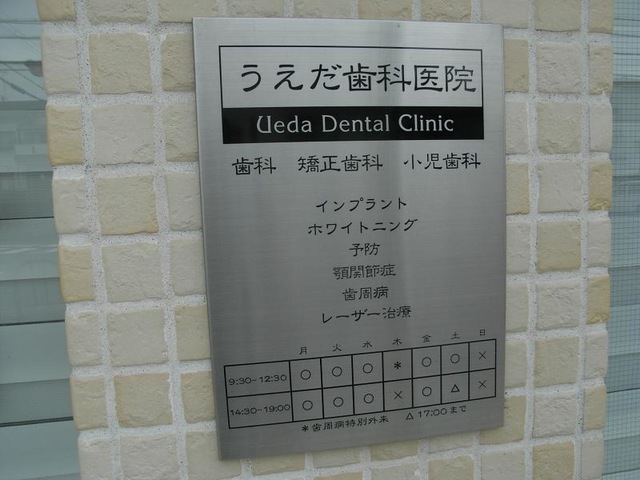 うえだ歯科医院
Ueda Dental Clinic
歯科 矯正歯科 小児歯科
インプラント
ホワイトニング
予防
顎関節症
歯周病
レーザー治療
月 火 水 木 金 土 日
9:30~12:30 ○ ○ ○ * ○ ○ ×
14:30~19:00 ○ ○ ○ × ○ △ ×
*歯周病特別外来 △17:00まで